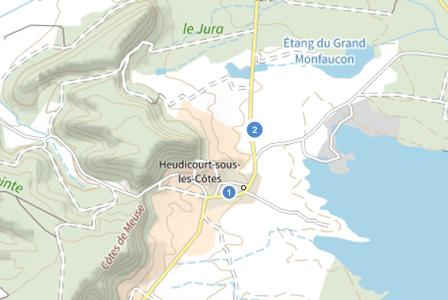 le Jura
Étang du Grand
Monfaucon
2
Heudicourt-sous-
les-Côtes
1
Côtes de Meuse